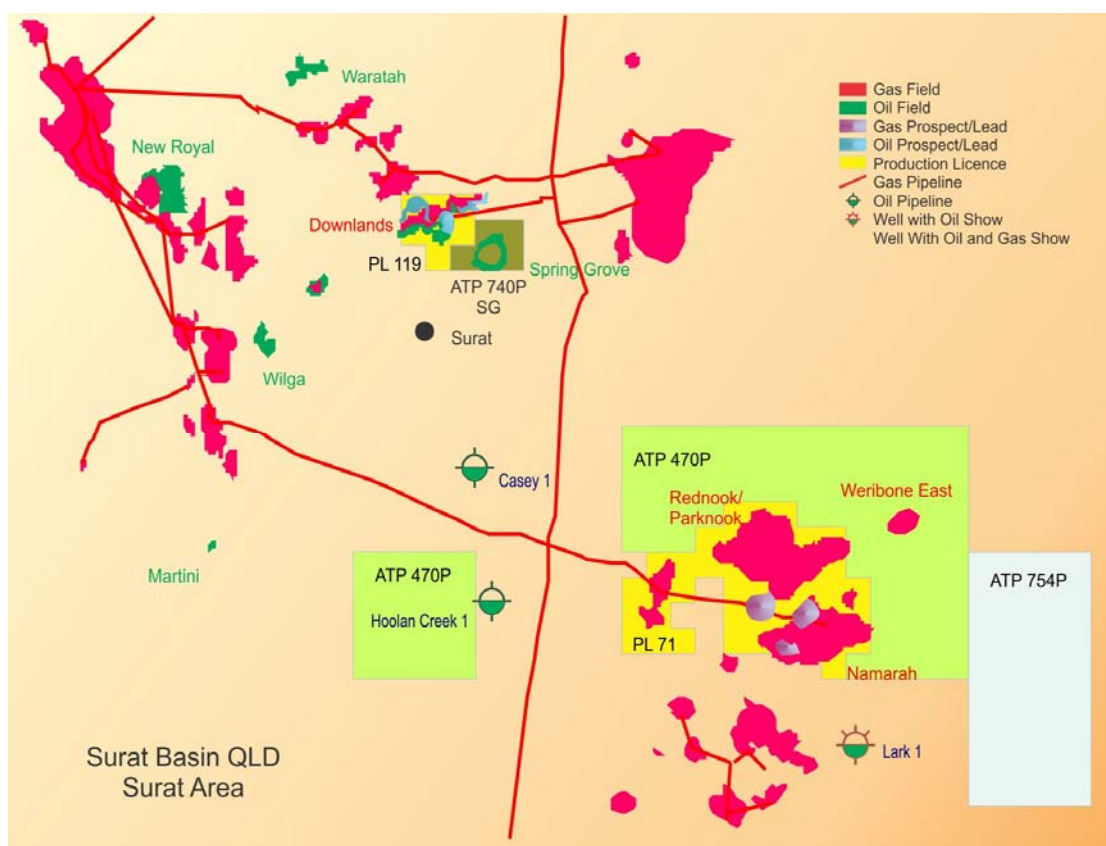 Waratah
New Royal
Downlands
PL 119
Spring Grove
ATP 740P
SG
Surat
Wilga
Gas Field
Oil Field
Gas Prospect/Lead
Oil Prospect/Lead
Production Licence
Gas Pipeline
Oil Pipeline
Well with Oil Show
Well With Oil and Gas Show
Casey 1
ATP 470P
Rednook/
Parknook
Weribone East
Martini
ATP 470P
Hoolan Creek 1
ATP 754P
PL 71
Namarah
Lark 1
Surat Basin QLD
Surat Area